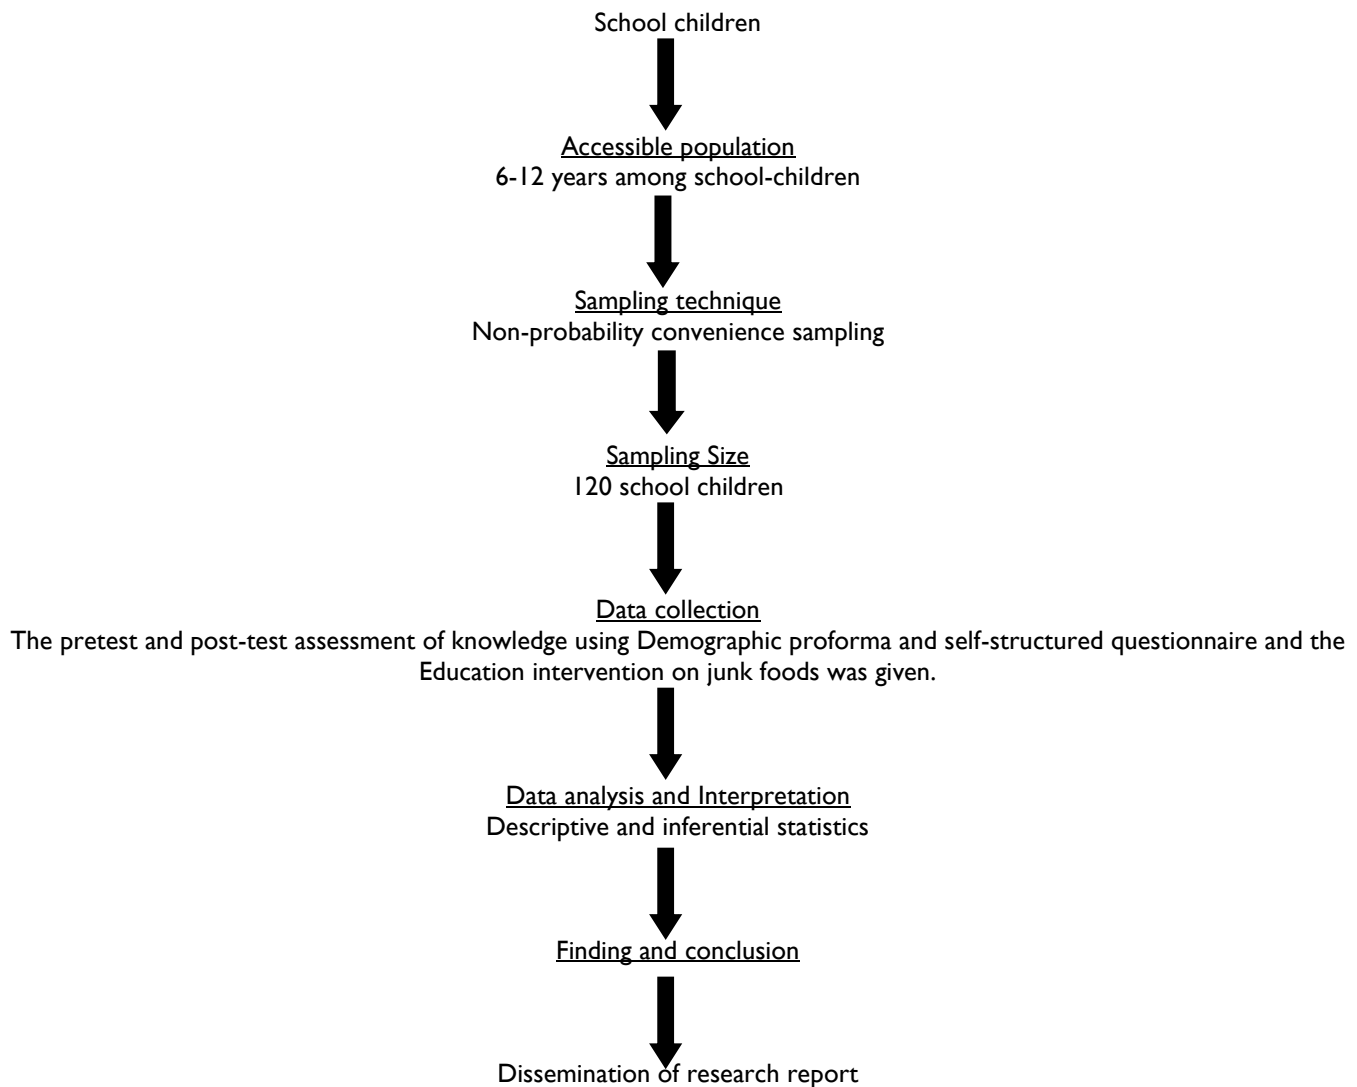 School children
Accessible population
6-12 years among school-children
Sampling technique
Non-probability convenience sampling
Sampling Size
120 school children
Data collection
The pretest and post-test assessment of knowledge using Demographic proforma and self-structured questionnaire and the
Education intervention on junk foods was given.
Data analysis and Interpretation
Descriptive and inferential statistics
Finding and conclusion
Dissemination of research report